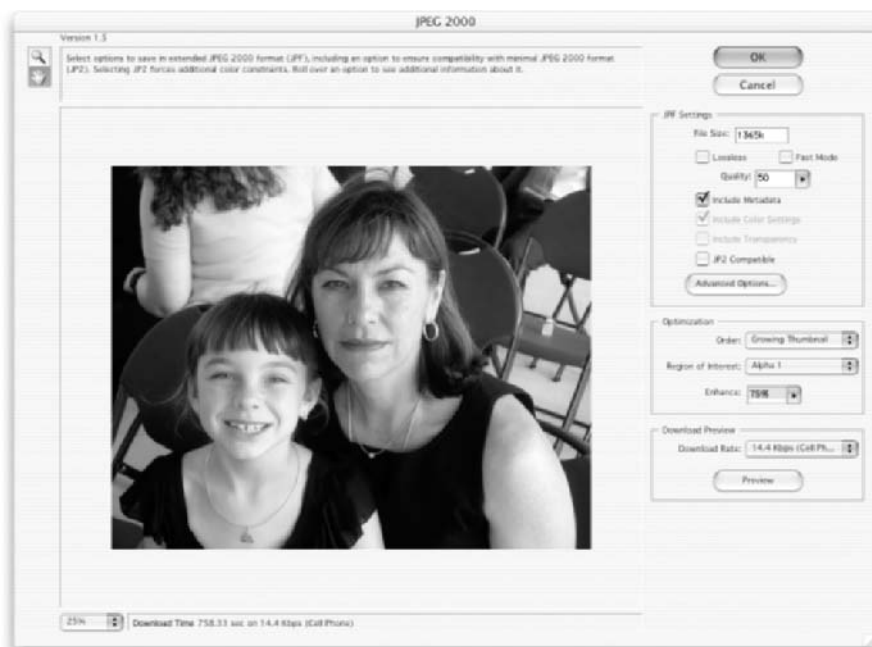 JPEG 2000
Version 1.5
Select options to save in extended JPEG 2000 format (JPF), including an option to ensure compatibility with minimal JPEG 2000 format
(JP2). Selecting JP2 forces additional color constraints. Roll over an option to see additional information about it.
OK
Cancel
JPF Settings
File Size: 1365k
Lossless Fast Mode
Quality: 50
Include Metadata
Include Color Settings
Include Transparency
JP2 Compatible
Advanced Options...
Optimization
Order: Growing Thumbnail
Region of Interest: Alpha 1
Enhance: 75%
Download Preview
Download Rate: 14.4 Kbps (Cell Ph...
Preview
25% Download Time 758.33 sec on 14.4 Kbps (Cell Phone)